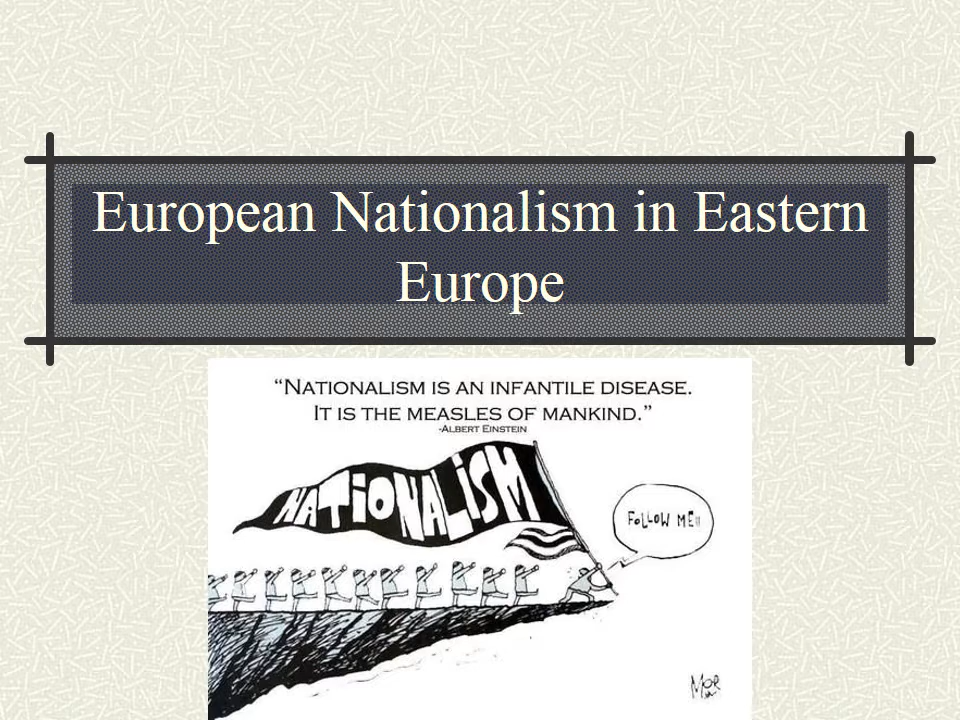 European Nationalism in Eastern
Europe
“NATIONALISM IS AN INFANTILE DISEASE.
IT IS THE MEASLES OF MANKIND.”
-ALBERT EINSTEIN
NATIONALISM
FOLLOW ME!!